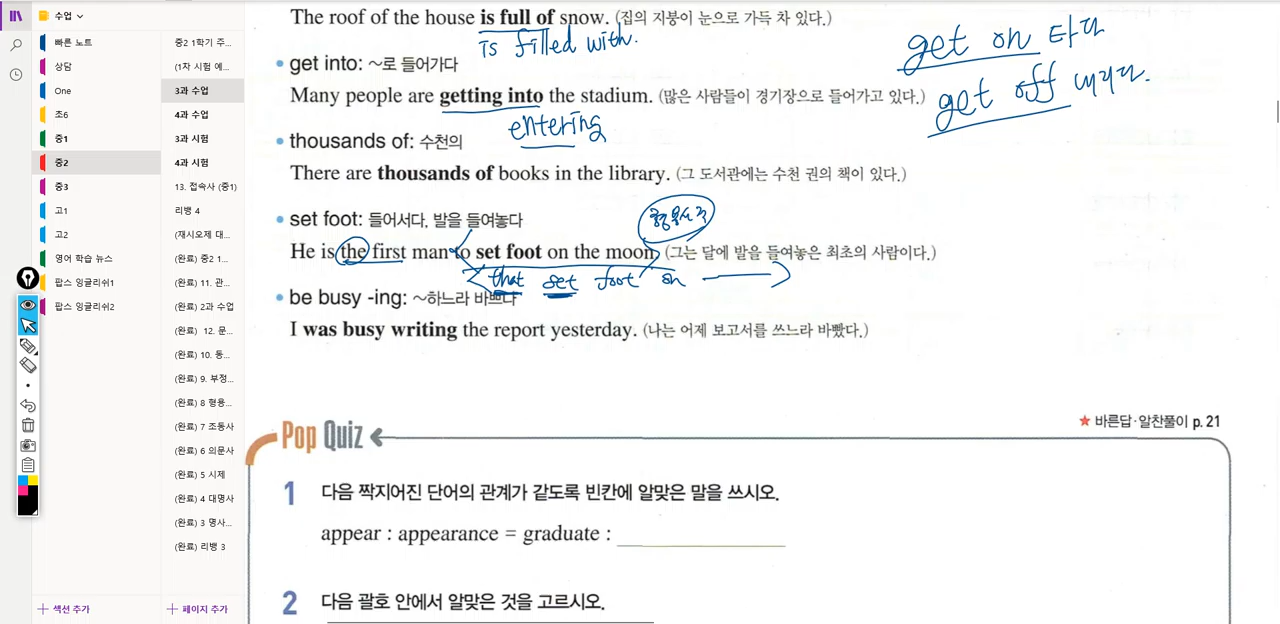 수업
빠른 노트
상담
One
초6
중1
중2
중3
고1
고2
영어 학습 뉴스
팝스 잉글리쉬1
팝스 잉글리쉬2
섹션 추가
중2 1학기 주...
(1차 시험 예...
3과 수업
4과 수업
3과 시험
4과 시험
13. 접속사 (중1)
리뱅 4
(재시오제 대...
(완료) 중2 1...
(완료) 11. 관...
(완료) 2과 수업
(완료) 12. 문...
(완료) 10. 동...
(완료) 9. 부정...
(완료) 8 형용...
(완료) 7 조동사
(완료) 6 의문사
(완료) 5 시제
(완료) 4 대명사
(완료) 3 명사...
(완료) 리뱅 3
페이지 추가
The roof of the house is full of snow. (집의 지붕이 눈으로 가득 차 있다.)
is filled with.
get on 타다
get off 내리다.
• get into: ~로 들어가다
Many people are getting into the stadium. (많은 사람들이 경기장으로 들어가고 있다.)
entering
• thousands of: 수천의
There are thousands of books in the library. (그 도서관에는 수천 권의 책이 있다.)
• set foot: 들어서다, 발을 들여놓다
He is the first man to set foot on the moon. (그는 달에 발을 들여놓은 최초의 사람이다.)
that set foot on
• be busy -ing: ~하느라 바쁘다
I was busy writing the report yesterday. (나는 어제 보고서를 쓰느라 바빴다.)
Pop Quiz
★ 바른답·알찬풀이 p. 21
1 다음 짝지어진 단어의 관계가 같도록 빈칸에 알맞은 말을 쓰시오.
appear : appearance = graduate :
2 다음 괄호 안에서 알맞은 것을 고르시오.